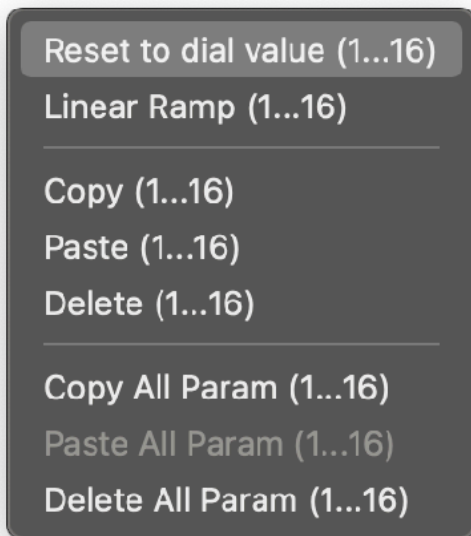 Reset to dial value (1...16)
Linear Ramp (1...16)
Copy (1...16)
Paste (1...16)
Delete (1...16)
Copy All Param (1...16)
Paste All Param (1...16)
Delete All Param (1...16)